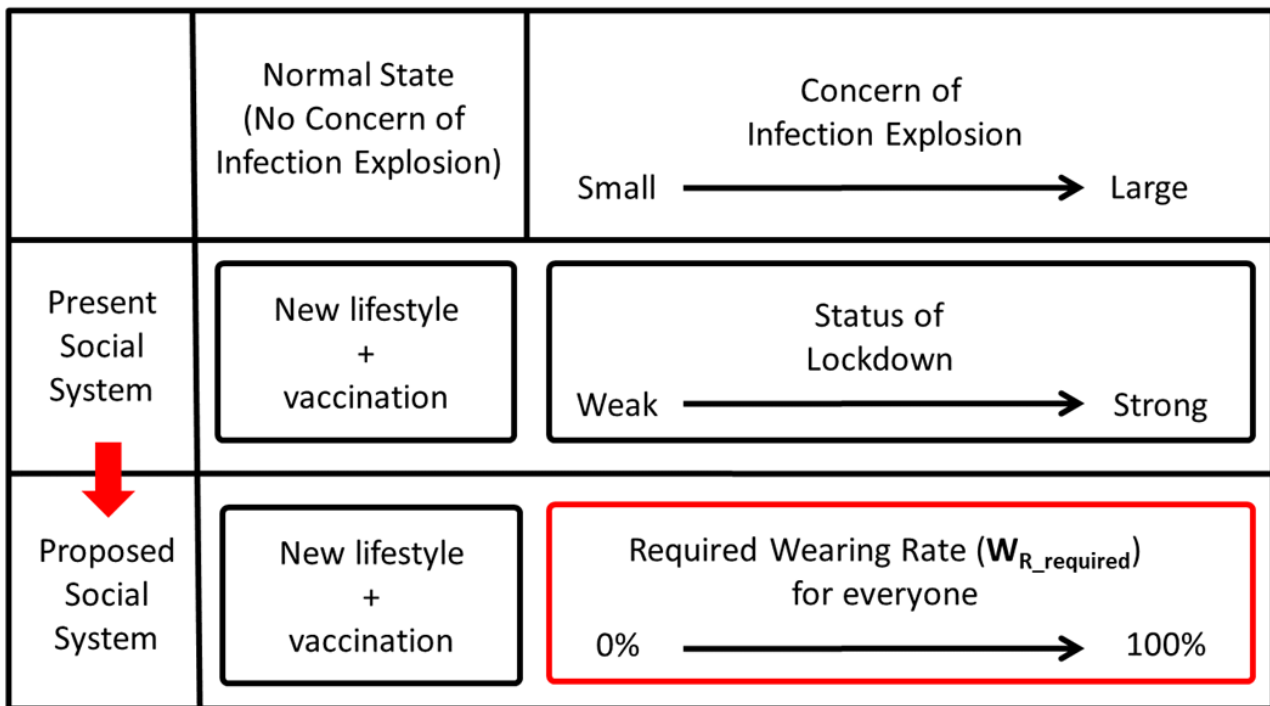 Normal State
(No Concern of
Infection Explosion)
Concern of
Infection Explosion
Small Large
Present
Social
System
New lifestyle
+
vaccination
Status of
Lockdown
Weak Strong
Proposed
Social
System
New lifestyle
+
vaccination
Required Wearing Rate (W_R_required)
for everyone
0% 100%